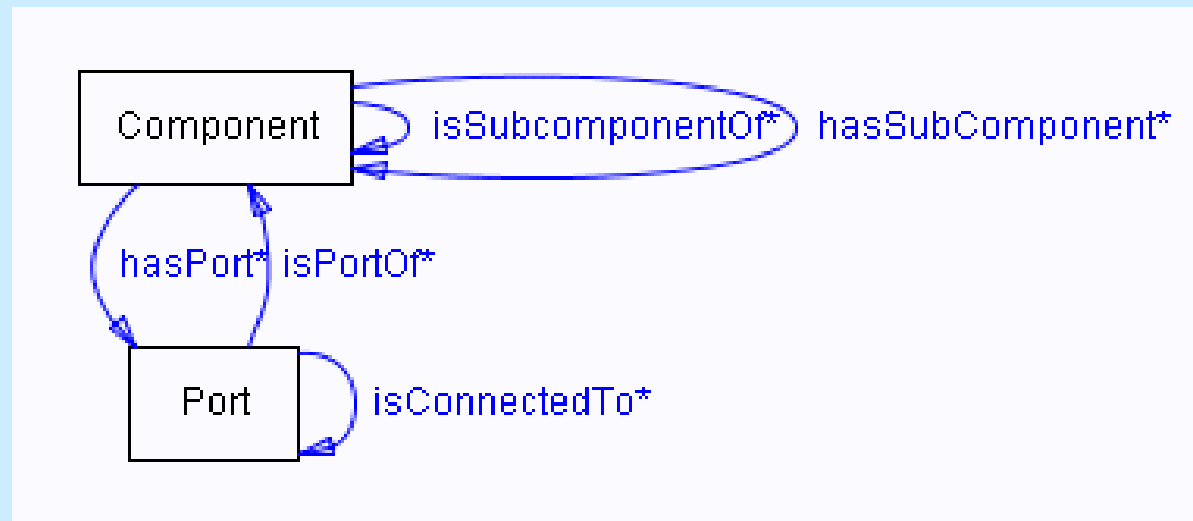 Component isSubcomponentOf* hasSubComponent*
hasPort* isPortOf*
Port isConnectedTo*